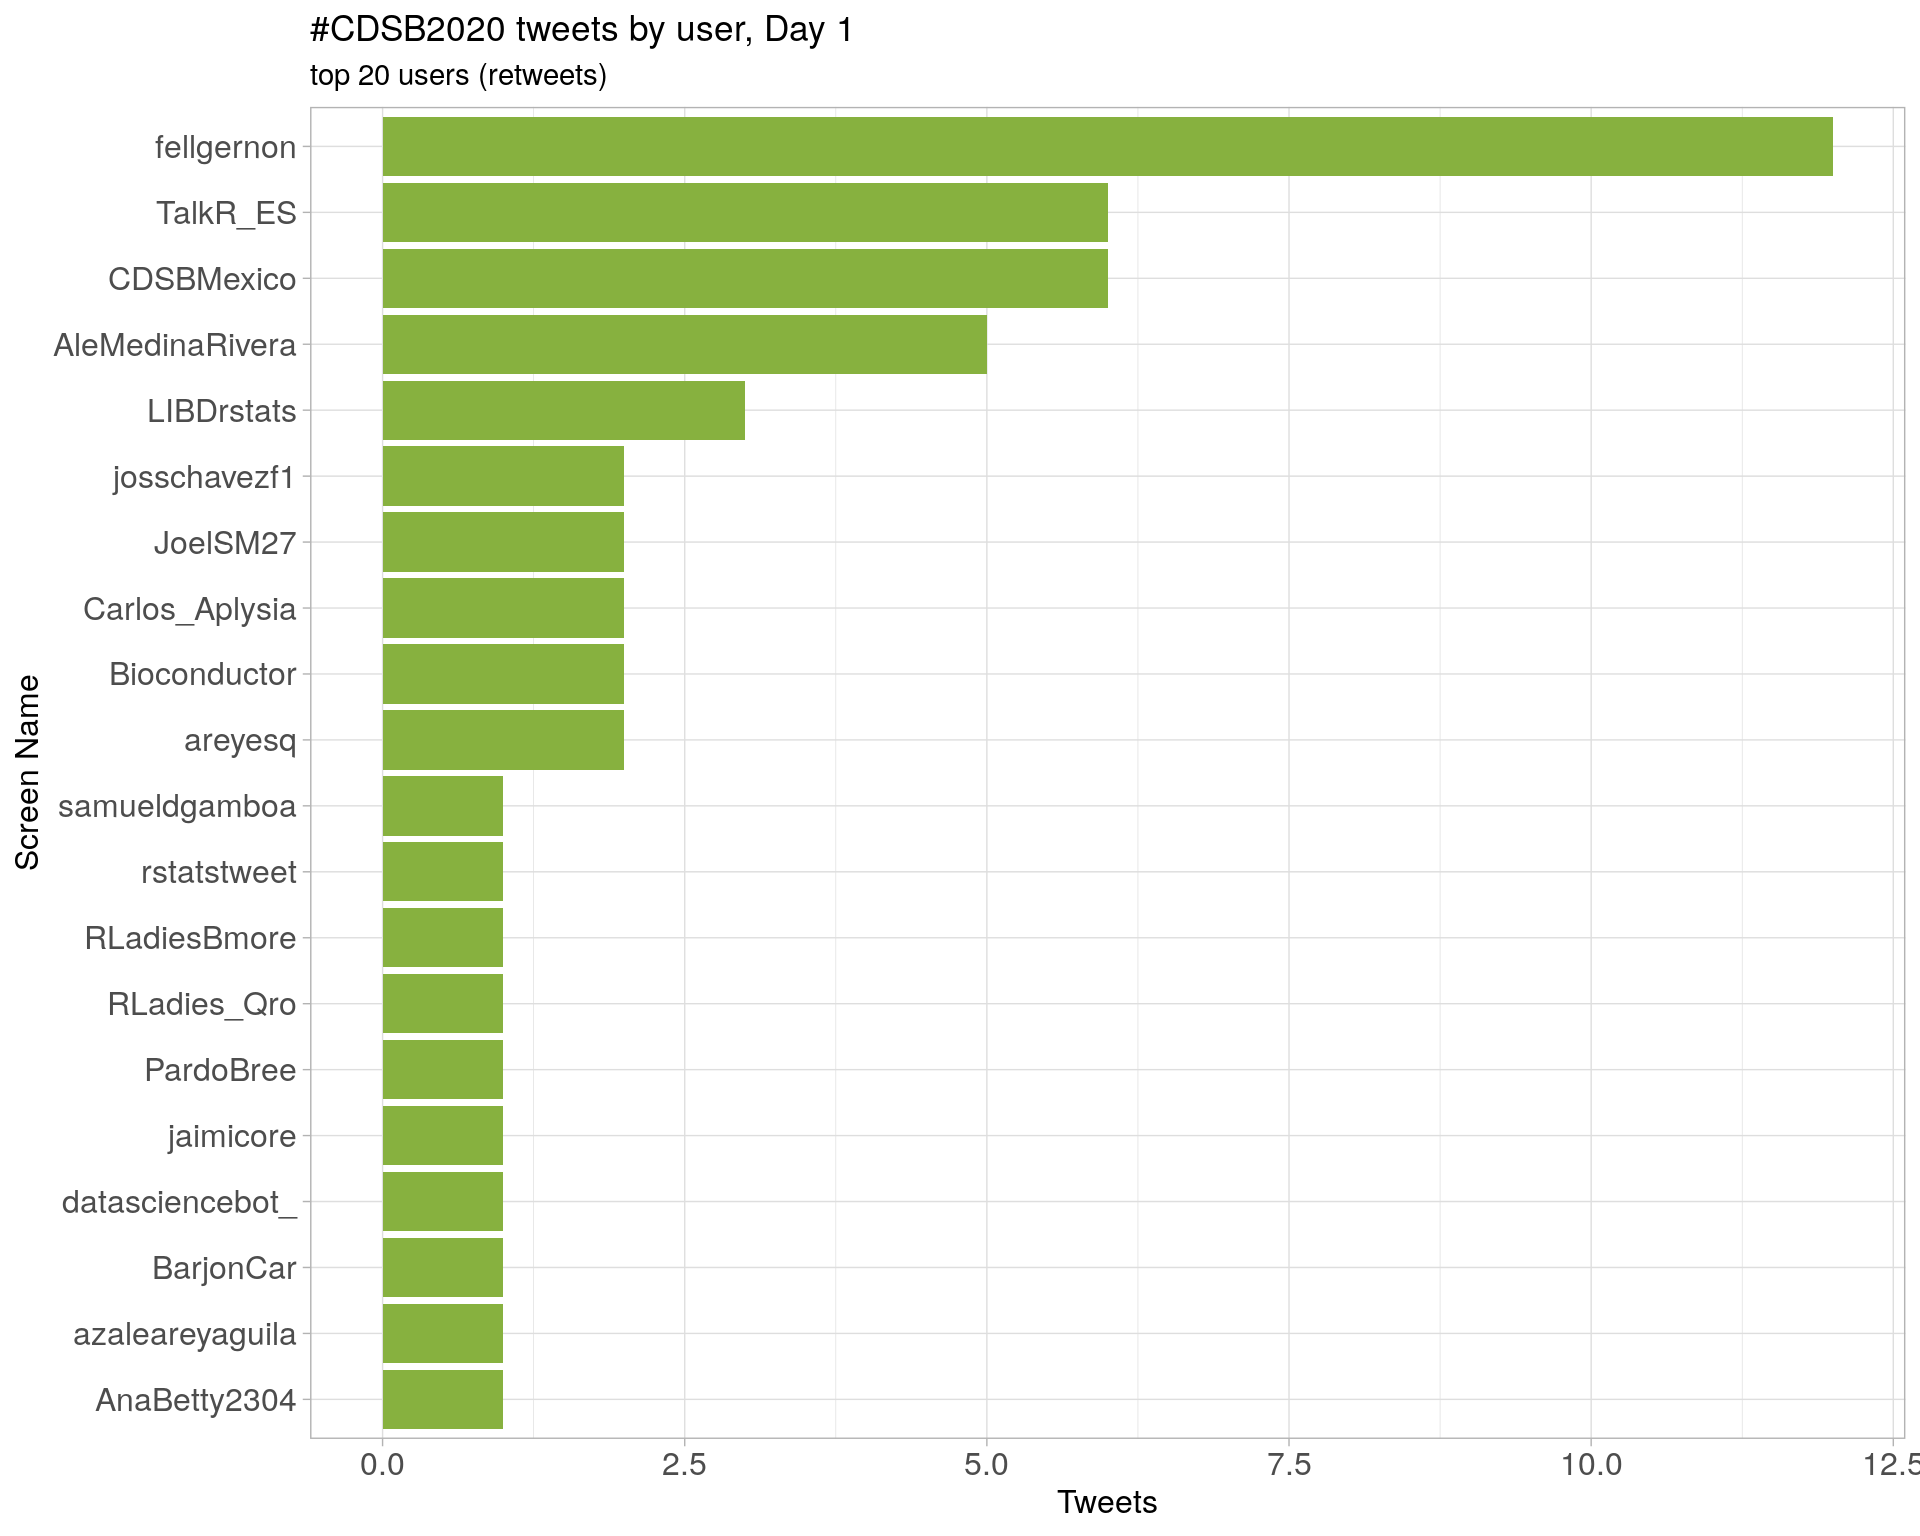 #CDSB2020 tweets by user, Day 1
top 20 users (retweets)
fellgernon
TalkR_ES
CDSBMexico
AleMedinaRivera
LIBDrstats
josschavezf1
JoelSM27
Carlos_Aplysia
Bioconductor
areyesq
samueldgamboa
rstatstweet
RLadiesBmore
RLadies_Qro
PardoBree
jaimicore
datasciencebot_
BarjonCar
azaleareyaguila
AnaBetty2304
Screen Name
0.0 2.5 5.0 7.5 10.0 12.5
Tweets